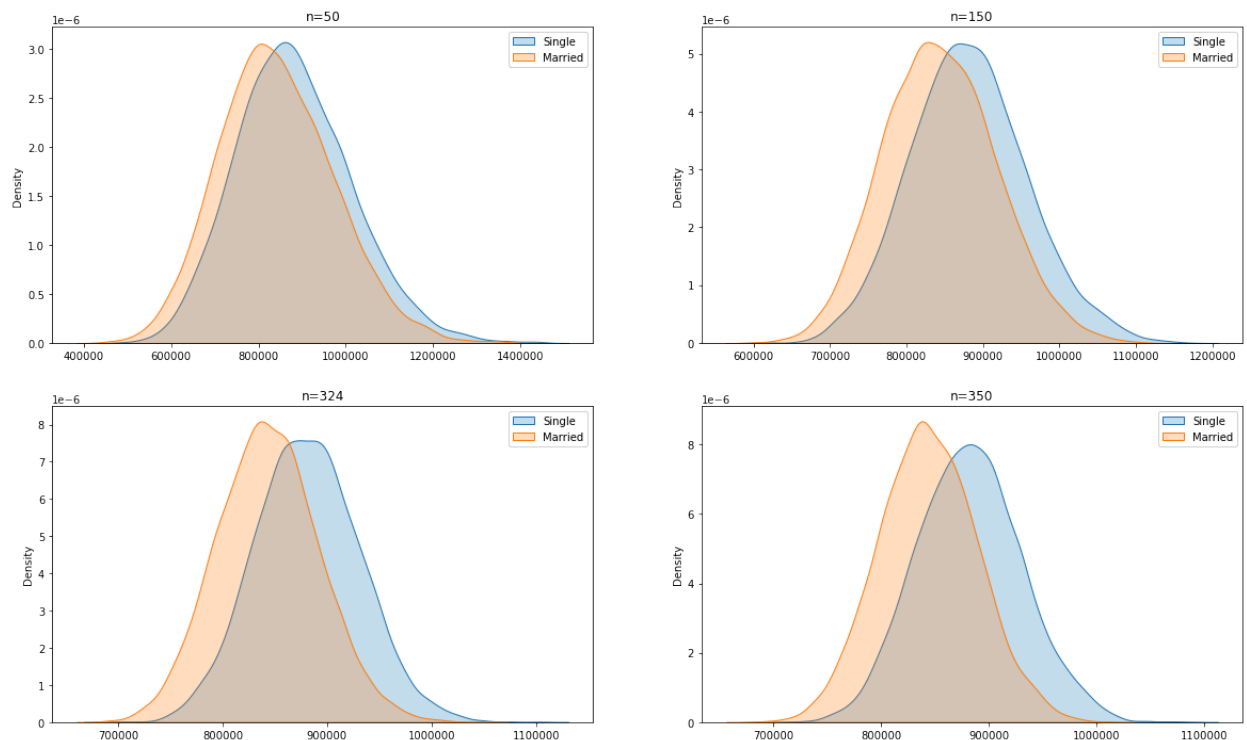 n=50
1e−6
Single
Married
Density
3.0
2.5
2.0
1.5
1.0
0.5
0.0
400000 600000 800000 1000000 1200000 1400000
n=150
1e−6
Single
Married
Density
5
4
3
2
1
0
600000 700000 800000 900000 1000000 1100000 1200000
n=324
1e−6
Single
Married
Density
8
7
6
5
4
3
2
1
0
700000 800000 900000 1000000 1100000
n=350
1e−6
Single
Married
Density
8
6
4
2
0
700000 800000 900000 1000000 1100000